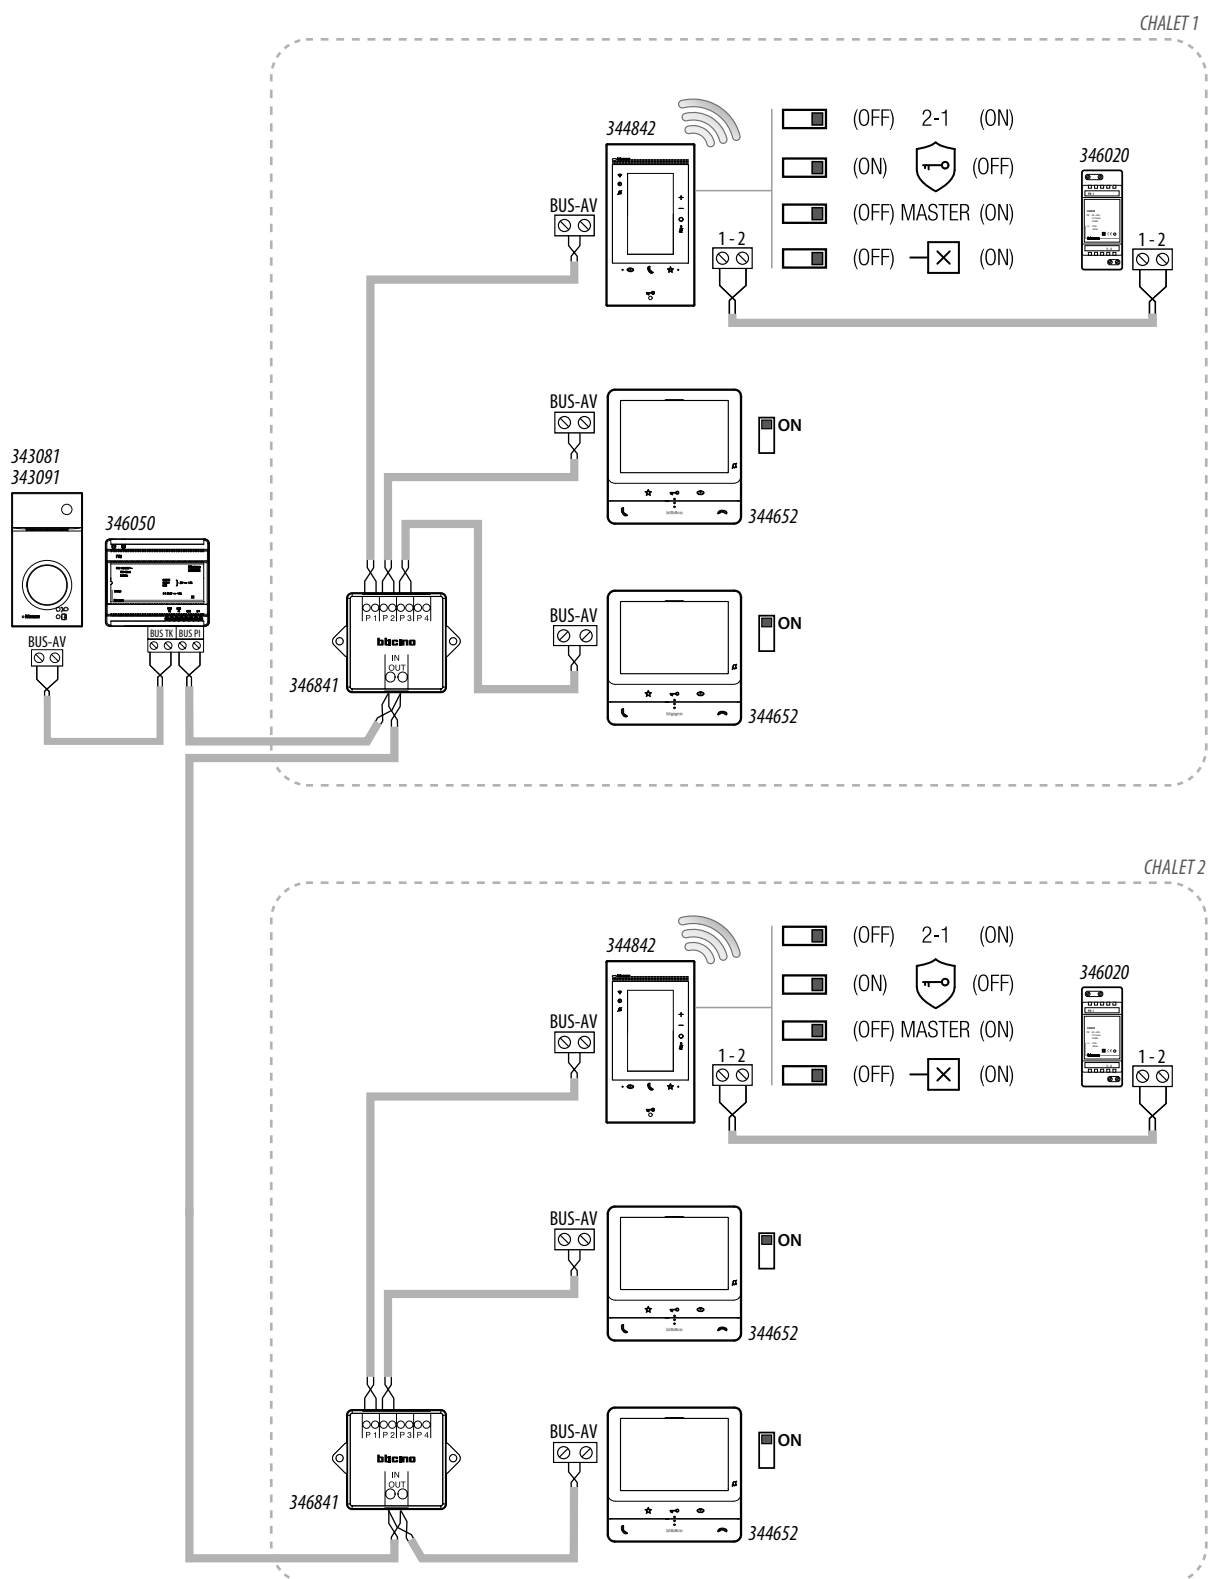 CHALET 1
344842
(OFF) 2-1 (ON)
(ON) (OFF)
(OFF) MASTER (ON)
(OFF) (ON)
346020
BUS-AV
1 - 2
1 - 2
BUS-AV
ON
344652
343081
343091
346050
BUS-AV
BUS TK BUS PI
P1 P2 P3 P4
bticino
IN
OUT
346841
BUS-AV
ON
344652
CHALET 2
344842
(OFF) 2-1 (ON)
(ON) (OFF)
(OFF) MASTER (ON)
(OFF) (ON)
346020
BUS-AV
1 - 2
1 - 2
BUS-AV
ON
344652
P1 P2 P3 P4
bticino
IN
OUT
346841
BUS-AV
ON
344652